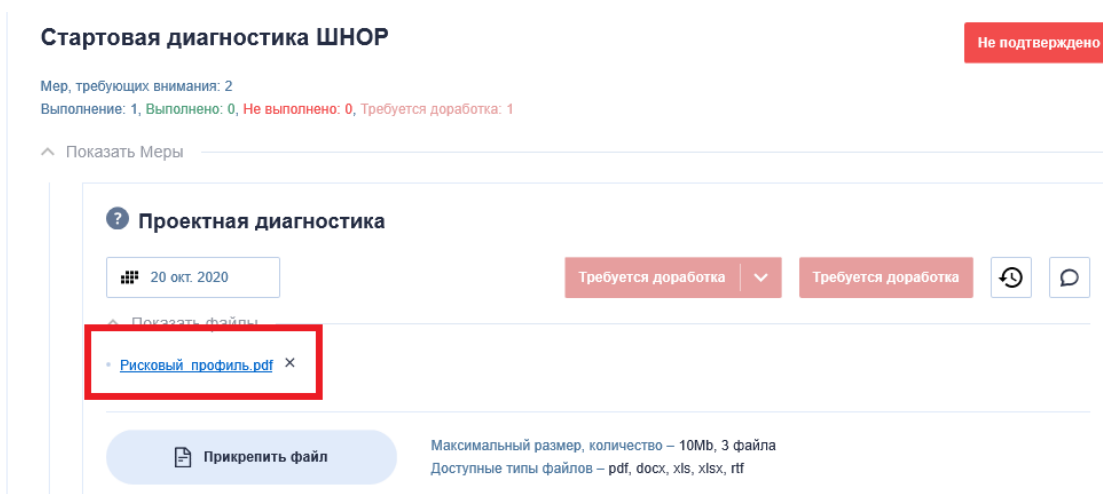 Стартовая диагностика ШНОР
Не подтверждено
Мер, требующих внимания: 2
Выполнение: 1, Выполнено: 0, Не выполнено: 0, Требуется доработка: 1
Показать Меры
? Проектная диагностика
20 окт. 2020
Требуется доработка
Требуется доработка
Показать файлы
Рисковый_профиль.pdf ×
Прикрепить файл
Максимальный размер, количество – 10Mb, 3 файла
Доступные типы файлов – pdf, docx, xls, xlsx, rtf